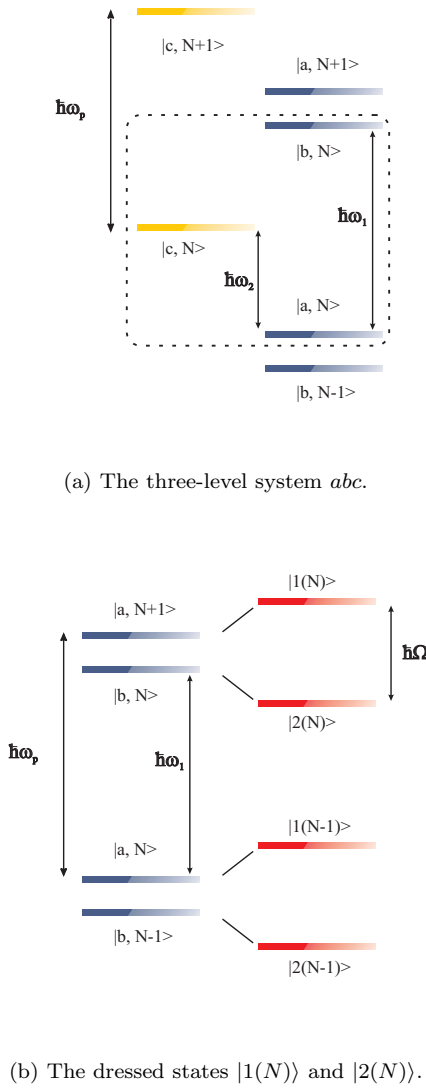 |c, N+1>
|a, N+1>
ħωp
|b, N>
ħω1
|c, N>
ħω2
|a, N>
|b, N-1>
(a) The three-level system abc.
|1(N)>
|a, N+1>
ħΩ
|b, N>
|2(N)>
ħωp
ħω1
|1(N-1)>
|a, N>
|b, N-1>
|2(N-1)>
(b) The dressed states |1(N)⟩ and |2(N)⟩.